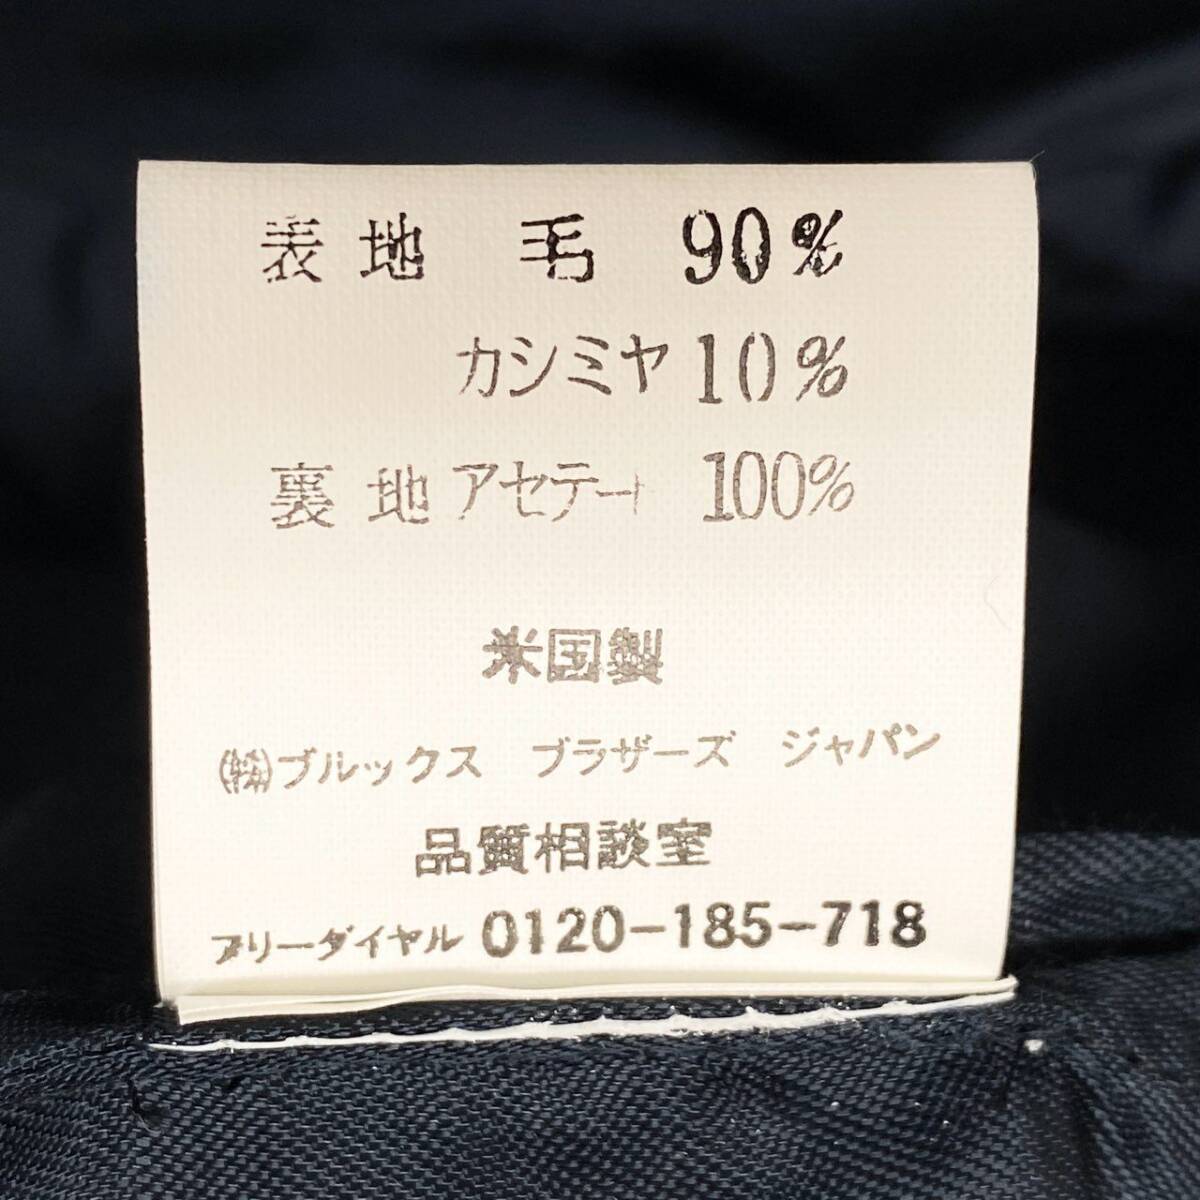 表地 毛 90%
カシミヤ 10%
裏地 アセテート 100%
米国製
㈱ブルックス ブラザーズ ジャパン
品質相談室
フリーダイヤル 0120-185-718